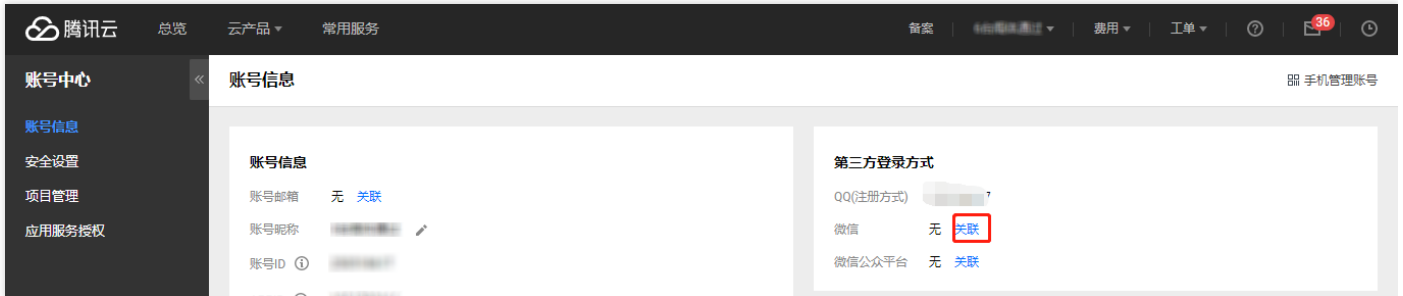 腾讯云 总览 云产品 常用服务 备案 费用 工单 36
账号中心 账号信息 手机管理账号
账号信息
安全设置
项目管理
应用服务授权
账号信息
账号邮箱 无 关联
账号昵称
账号ID
第三方登录方式
QQ(注册方式)
微信 无 关联
微信公众平台 无 关联